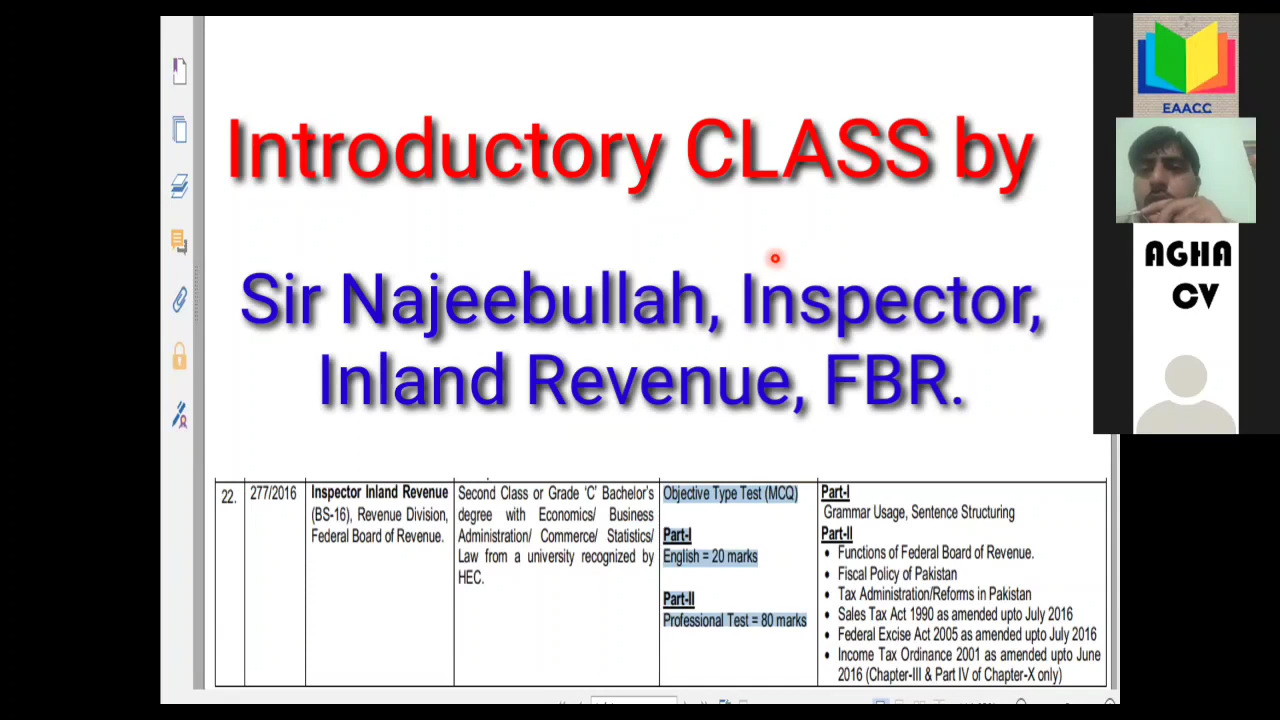 Introductory CLASS by
Sir Najeebullah, Inspector,
Inland Revenue, FBR.
EAACC
AGHA
CV
22.
277/2016
Inspector Inland Revenue
(BS-16), Revenue Division,
Federal Board of Revenue.
Second Class or Grade ‘C’ Bachelor’s
degree with Economics/ Business
Administration/ Commerce/ Statistics/
Law from a university recognized by
HEC.
Objective Type Test (MCQ)
Part-I
English = 20 marks
Part-II
Professional Test = 80 marks
Part-I
Grammar Usage, Sentence Structuring
Part-II
• Functions of Federal Board of Revenue.
• Fiscal Policy of Pakistan
• Tax Administration/Reforms in Pakistan
• Sales Tax Act 1990 as amended upto July 2016
• Federal Excise Act 2005 as amended upto July 2016
• Income Tax Ordinance 2001 as amended upto June
2016 (Chapter-III & Part IV of Chapter-X only)